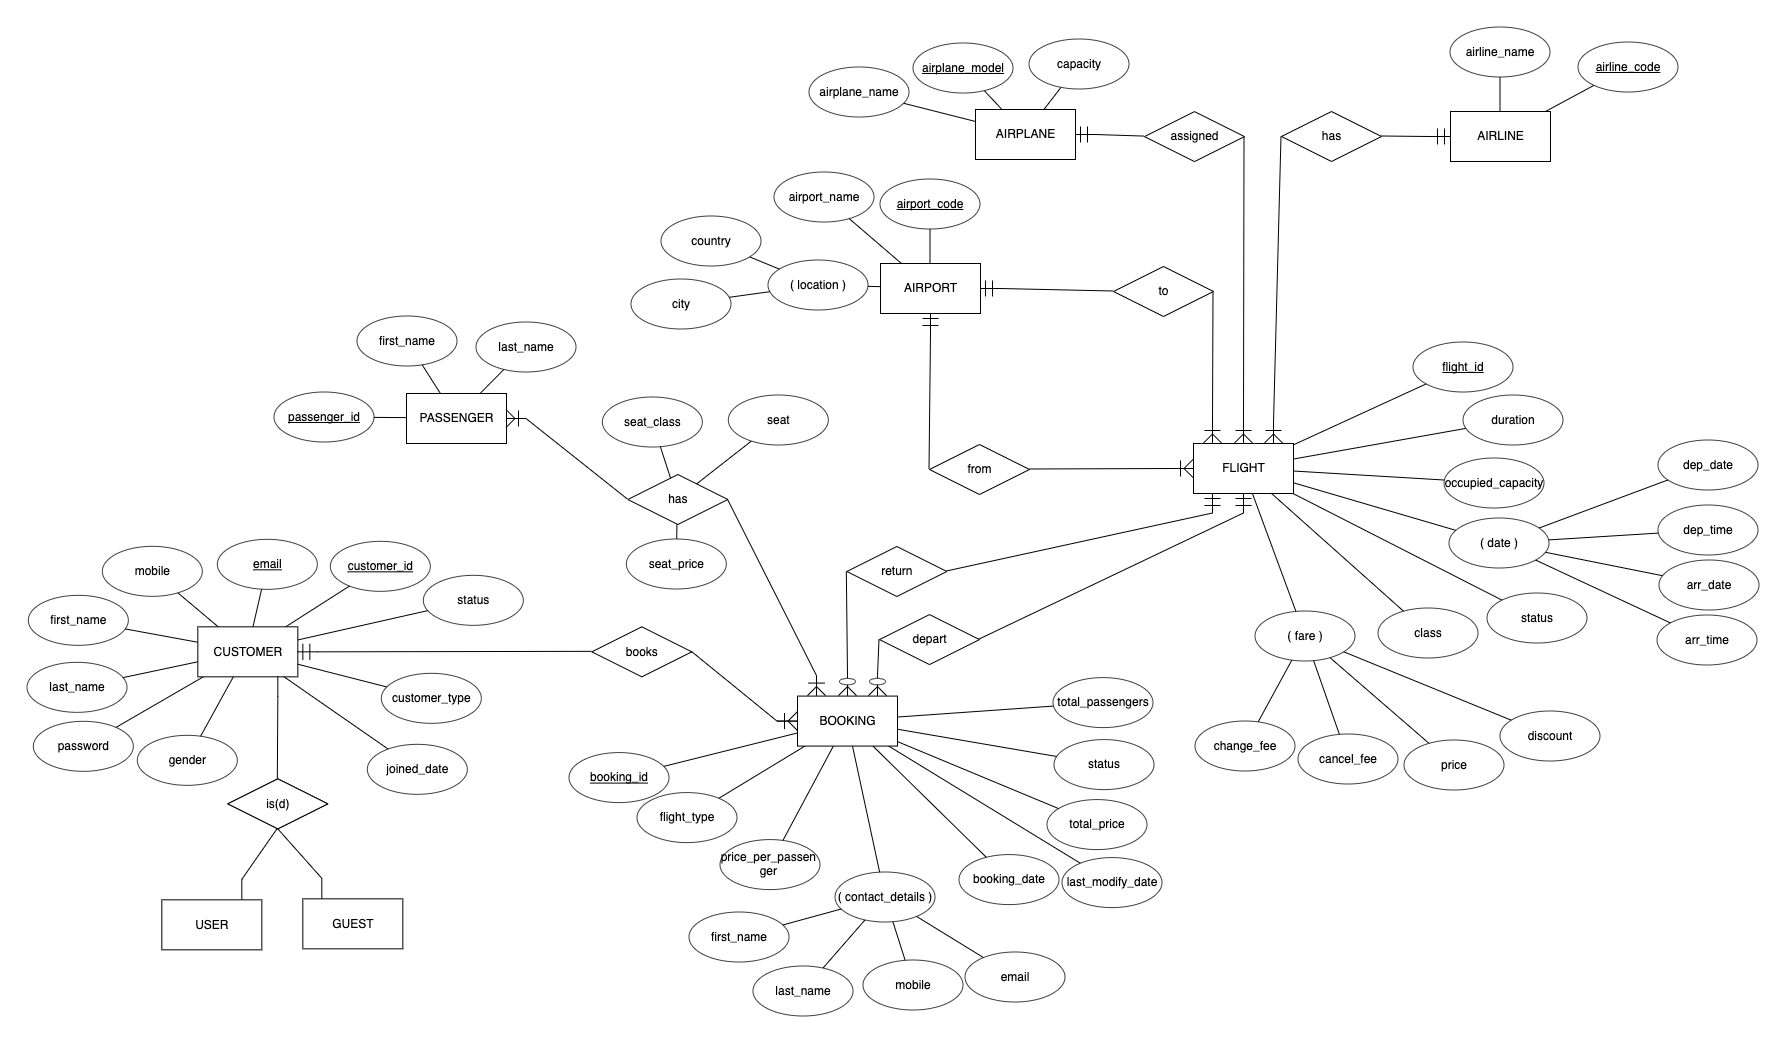 airline_name
airline_code
airplane_model
capacity
airplane_name
AIRPLANE
assigned
has
AIRLINE
airport_name
airport_code
country
( location )
AIRPORT
to
city
first_name
last_name
flight_id
passenger_id
PASSENGER
seat_class
seat
duration
from
FLIGHT
dep_date
occupied_capacity
has
dep_time
( date )
seat_price
mobile
email
customer_id
return
arr_date
status
first_name
status
class
( fare )
depart
arr_time
CUSTOMER
books
last_name
customer_type
total_passengers
BOOKING
password
gender
joined_date
change_fee
cancel_fee
price
discount
booking_id
status
is(d)
flight_type
total_price
price_per_passen
ger
booking_date
last_modify_date
( contact_details )
USER
GUEST
first_name
last_name
mobile
email